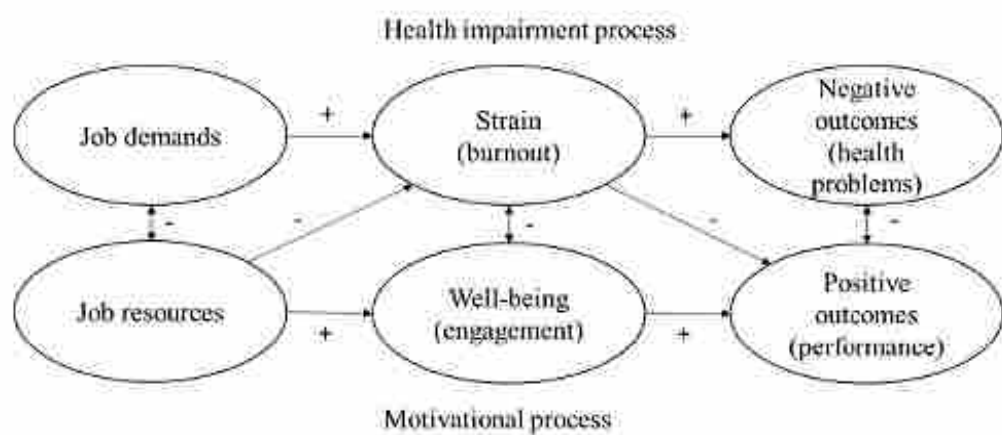 Health impairment process
Job demands
+
Strain
(burnout)
+
Negative
outcomes
(health
problems)
-
-
-
-
-
Job resources
+
Well-being
(engagement)
+
Positive
outcomes
(performance)
Motivational process